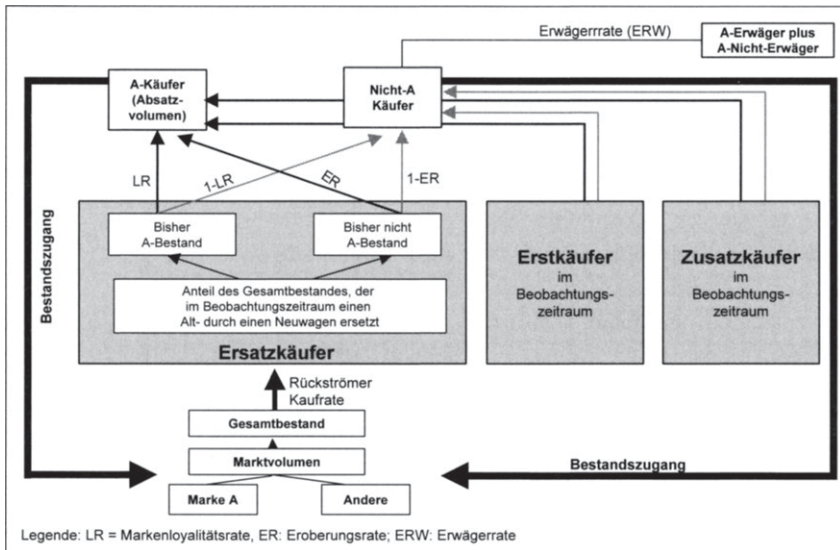 Erwägerrrate (ERW)
A-Erwäger plus
A-Nicht-Erwäger
A-Käufer
(Absatz-
volumen)
Nicht-A
Käufer
LR
1-LR
ER
1-ER
Bestandszugang
Bisher
A-Bestand
Bisher nicht
A-Bestand
Anteil des Gesamtbestandes, der
im Beobachtungszeitraum einen
Alt- durch einen Neuwagen ersetzt
Ersatzkäufer
Erstkäufer
im
Beobachtungs-
zeitraum
Zusatzkäufer
im
Beobachtungs-
zeitraum
Rückströmer
Kaufrate
Gesamtbestand
Marktvolumen
Marke A
Andere
Bestandszugang
Legende: LR = Markenloyalitätsrate, ER: Eroberungsrate; ERW: Erwägerrate